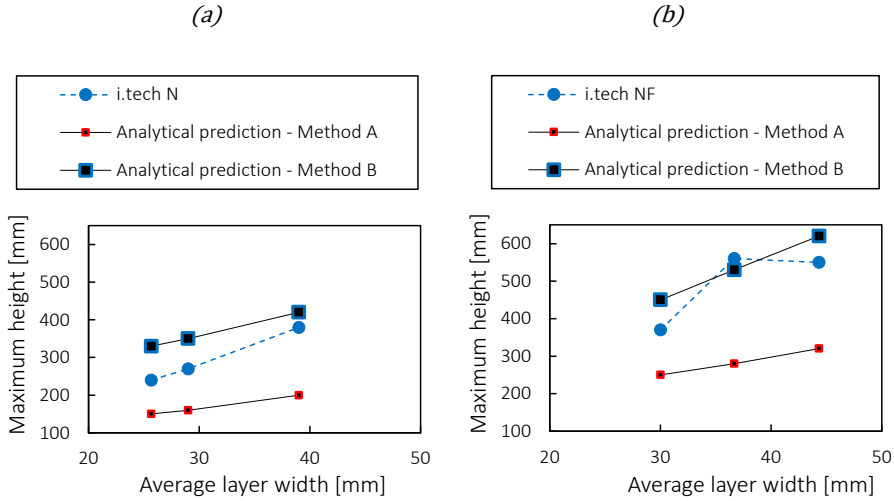 (a)
i.tech N
Analytical prediction - Method A
Analytical prediction - Method B
Maximum height [mm]
600
500
400
300
200
100
20
30
40
50
Average layer width [mm]
(b)
i.tech NF
Analytical prediction - Method A
Analytical prediction - Method B
Maximum height [mm]
600
500
400
300
200
100
20
30
40
50
Average layer width [mm]